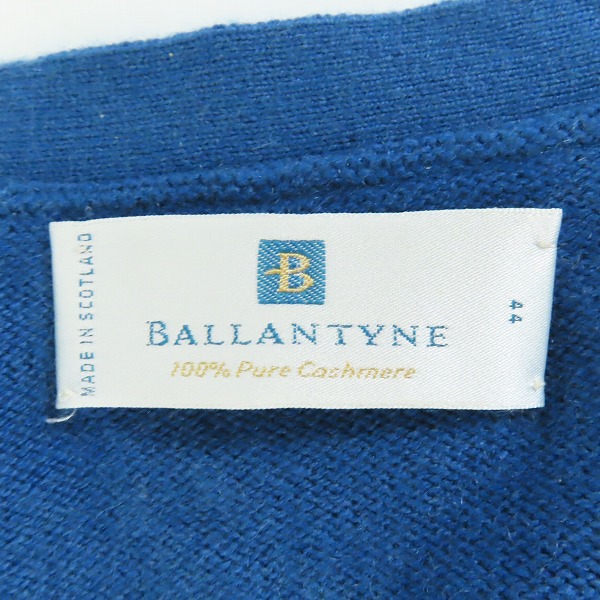 MADE IN SCOTLAND
B
BALLANTYNE
100% Pure Cashmere
44